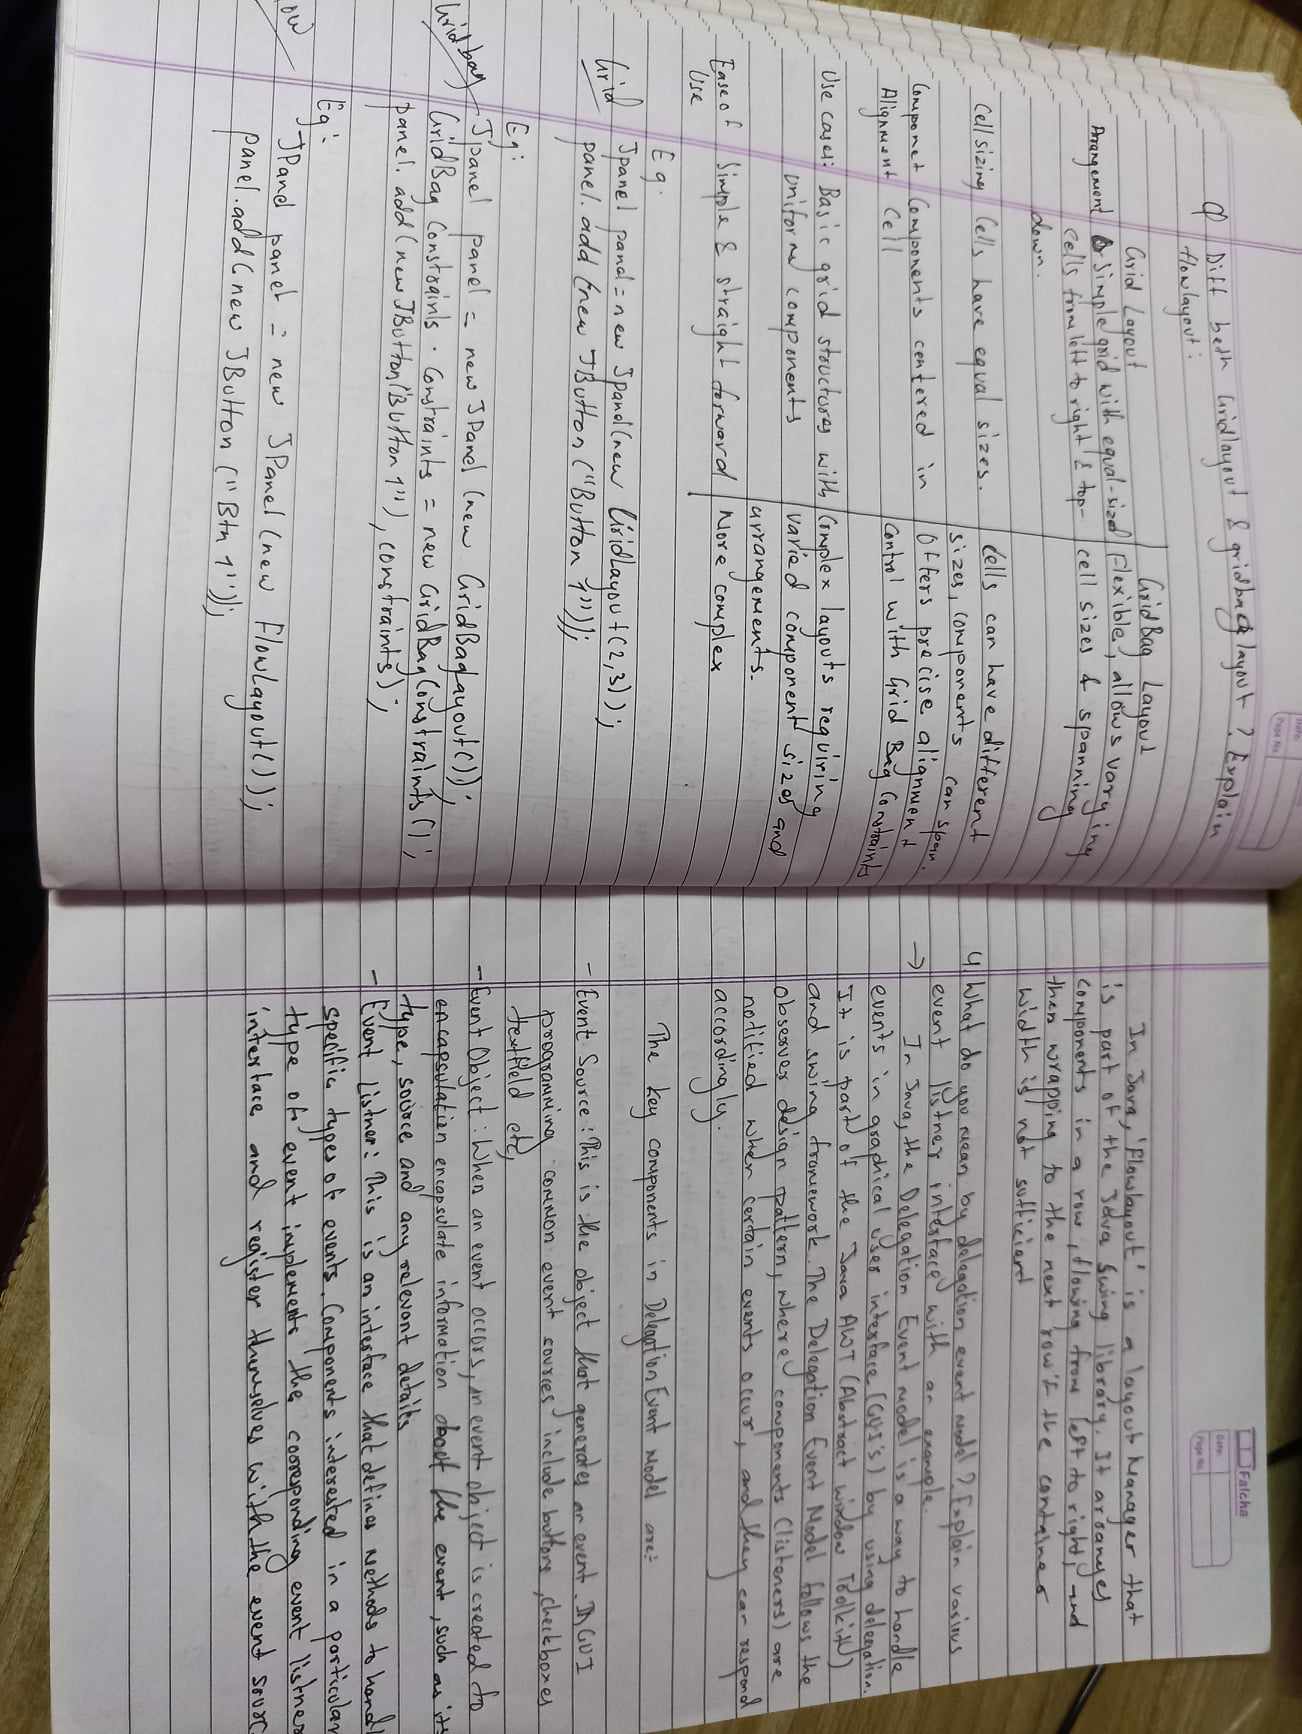 Date:
Page No.
Q Diff betn Gridlayout & gridbag layout? Explain
flowlayout:
Grid Layout GridBag Layout
Arrangement Simple grid with equal-sized Flexible, allows varying
cells from left to right & top- cell sizes & spanning
down.
Cell sizing Cells have equal sizes. Cells can have different
sizes, components can span.
Componet Components centered in Offers precise alignment
Alignment Cell control with Grid Bag Constraints
Use cases: Basic grid structures with Complex layouts requiring
uniform components varied component sizes and
arrangements.
Ease of Simple & straight forward More complex
Use
Eg.
Grid Jpanel panel = new Jpanel(new GridLayout(2,3));
panel.add(new JButton("Button 1"));
Eg:
Gridbag Jpanel panel = new JPanel(new GridBagLayout());
GridBag Constraints. Constraints = new GridBagConstraints();
panel.add(new JButton("Button 1"), constraints);
Eg:
JPanel panel = new JPanel(new FlowLayout());
panel.add(new JButton("Btn 1"));
Falcha
Date:
Page No.
In Java, 'Flowlayout' is a layout manager that
is part of the Java Swing library. It arranges
components in a row, flowing from left to right, and
then wrapping to the next row if the container
width is not sufficient
4. What do you mean by delegation event model? Explain various
event listner interface with an example.
→ In Java, the Delegation Event model is a way to handle
events in graphical user interface (GUI's) by using delegation.
It is part of the Java AWT (Abstract window Toolkit)
and swing framework. The Delegation Event Model follows the
observer design pattern, where components (listeners) are
notified when certain events occur, and they can respond
accordingly.
The key components in Delegation Event Model are:
- Event Source: This is the object that generates an event. In GUI
programming common event sources include buttons, checkboxes
textfield etc,
- Event Object: When an event occurs, an event object is created to
encapsulation encapsulate information about the event, such as its
type, source and any relevant details
- Event Listner: This is an interface that defines methods to handl
specific types of events. Components interested in a particular
type of event implements the corresponding event listner
interface and register themselves with the event sourc